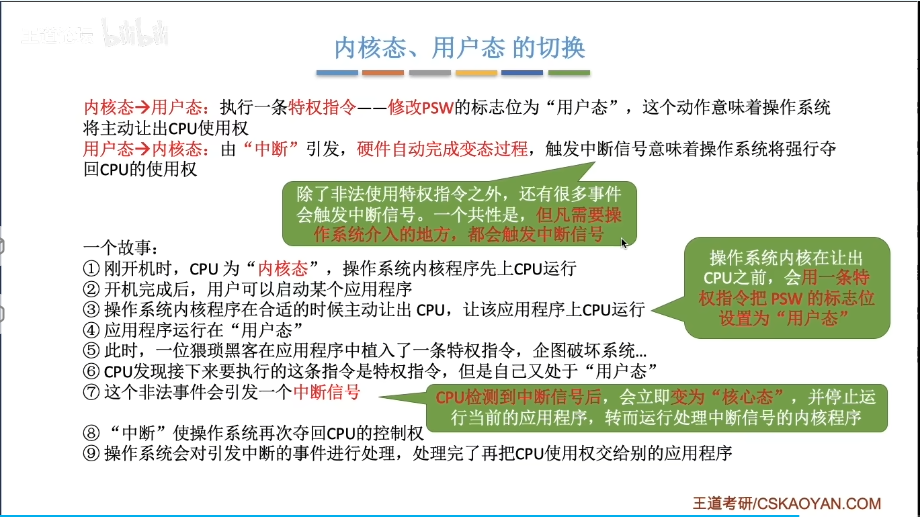 王道考研 bilibili
内核态、用户态 的切换
内核态→用户态：执行一条特权指令——修改PSW的标志位为“用户态”，这个动作意味着操作系统
将主动让出CPU使用权
用户态→内核态：由“中断”引发，硬件自动完成变态过程，触发中断信号意味着操作系统将强行夺
回CPU的使用权
除了非法使用特权指令之外，还有很多事件
会触发中断信号。一个共性是，但凡需要操
作系统介入的地方，都会触发中断信号
一个故事：
① 刚开机时，CPU 为“内核态”，操作系统内核程序先上CPU运行
② 开机完成后，用户可以启动某个应用程序
③ 操作系统内核程序在合适的时候主动让出 CPU，让该应用程序上CPU运行
操作系统内核在让出
CPU之前，会用一条特
权指令把 PSW 的标志位
设置为“用户态”
④ 应用程序运行在“用户态”
⑤ 此时，一位猥琐黑客在应用程序中植入了一条特权指令，企图破坏系统...
⑥ CPU发现接下来要执行的这条指令是特权指令，但是自己又处于“用户态”
⑦ 这个非法事件会引发一个中断信号
CPU检测到中断信号后，会立即变为“核心态”，并停止运
行当前的应用程序，转而运行处理中断信号的内核程序
⑧ “中断”使操作系统再次夺回CPU的控制权
⑨ 操作系统会对引发中断的事件进行处理，处理完了再把CPU使用权交给别的应用程序
王道考研/CSKAOYAN.COM